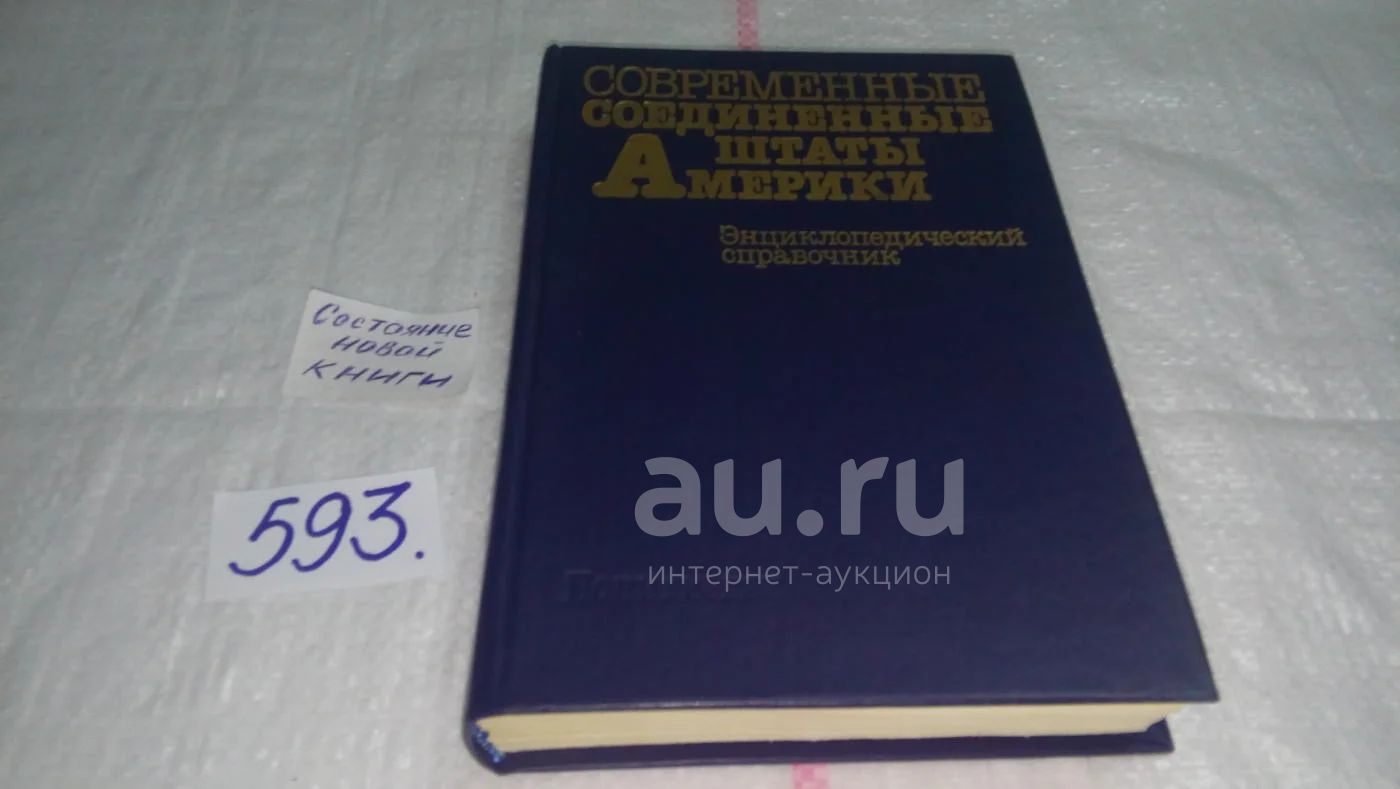 СОВРЕМЕННЫЕ
СОЕДИНЕННЫЕ
ШТАТЫ
АМЕРИКИ
Энциклопедический
справочник
Состояние
новой
книги
593.
au.ru
интернет-аукцион